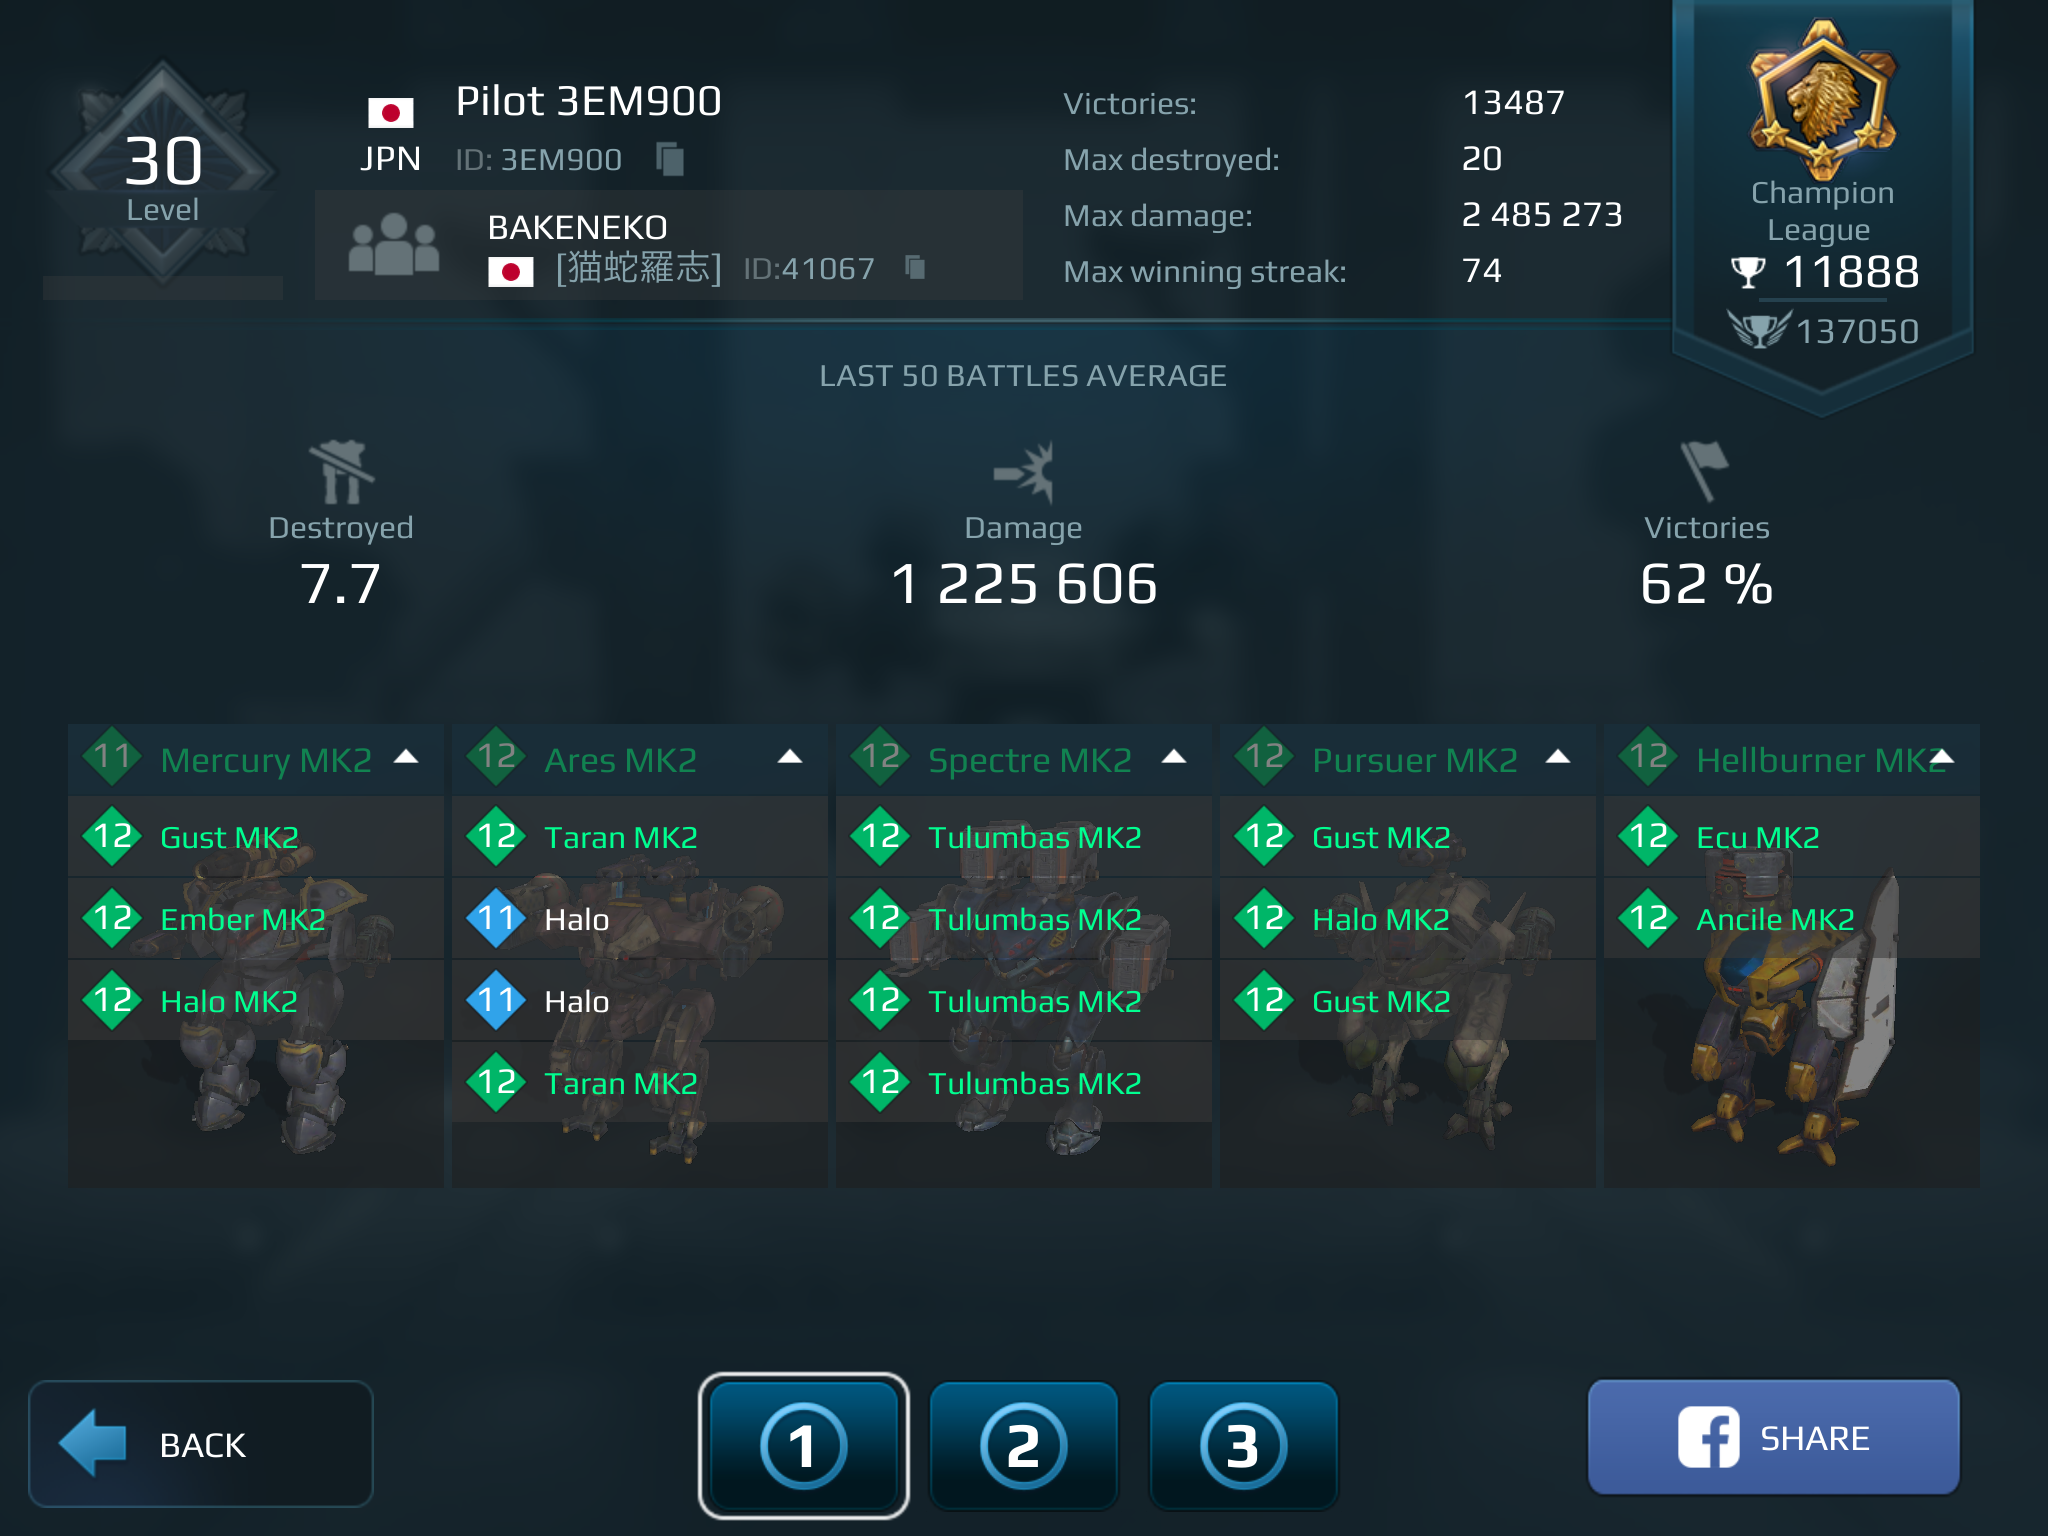 30
Level
JPN
Pilot 3EM900
ID: 3EM900
BAKENEKO
[猫蛇羅志] ID:41067
Victories: 13487
Max destroyed: 20
Max damage: 2 485 273
Max winning streak: 74
Champion
League
11888
137050
LAST 50 BATTLES AVERAGE
Destroyed
7.7
Damage
1 225 606
Victories
62 %
11 Mercury MK2
12 Gust MK2
12 Ember MK2
12 Halo MK2
12 Ares MK2
12 Taran MK2
11 Halo
11 Halo
12 Taran MK2
12 Spectre MK2
12 Tulumbas MK2
12 Tulumbas MK2
12 Tulumbas MK2
12 Tulumbas MK2
12 Pursuer MK2
12 Gust MK2
12 Halo MK2
12 Gust MK2
12 Hellburner MK2
12 Ecu MK2
12 Ancile MK2
BACK
1
2
3
SHARE